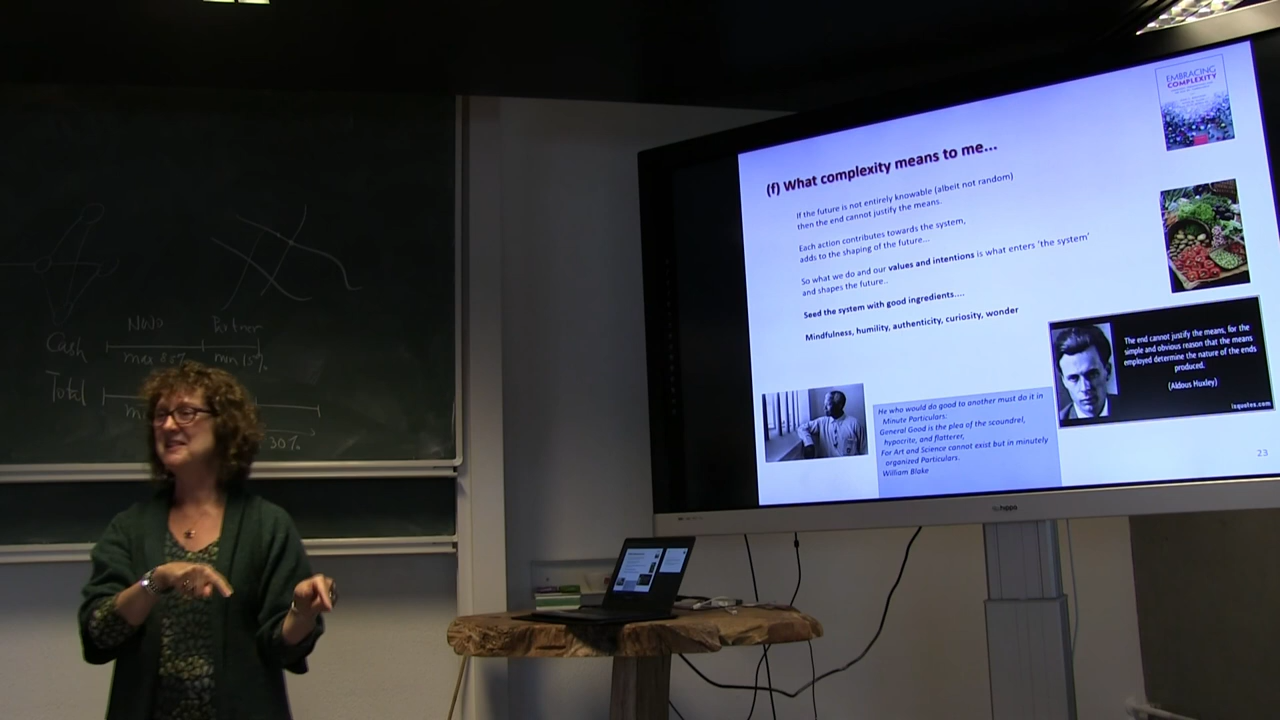 NWO
Partner
Cash
max 85%
min 15%
Total
30%
EMBRACING
COMPLEXITY
(f) What complexity means to me...
If the future is not entirely knowable (albeit not random)
then the end cannot justify the means.
Each action contributes towards the system,
adds to the shaping of the future...
So what we do and our values and intentions is what enters 'the system'
and shapes the future..
Seed the system with good ingredients....
Mindfulness, humility, authenticity, curiosity, wonder
The end cannot justify the means, for the
simple and obvious reason that the means
employed determine the nature of the ends
produced.
(Aldous Huxley)
izquotes.com
He who would do good to another must do it in
Minute Particulars:
General Good is the plea of the scoundrel,
hypocrite, and flatterer,
For Art and Science cannot exist but in minutely
organized Particulars.
William Blake
23